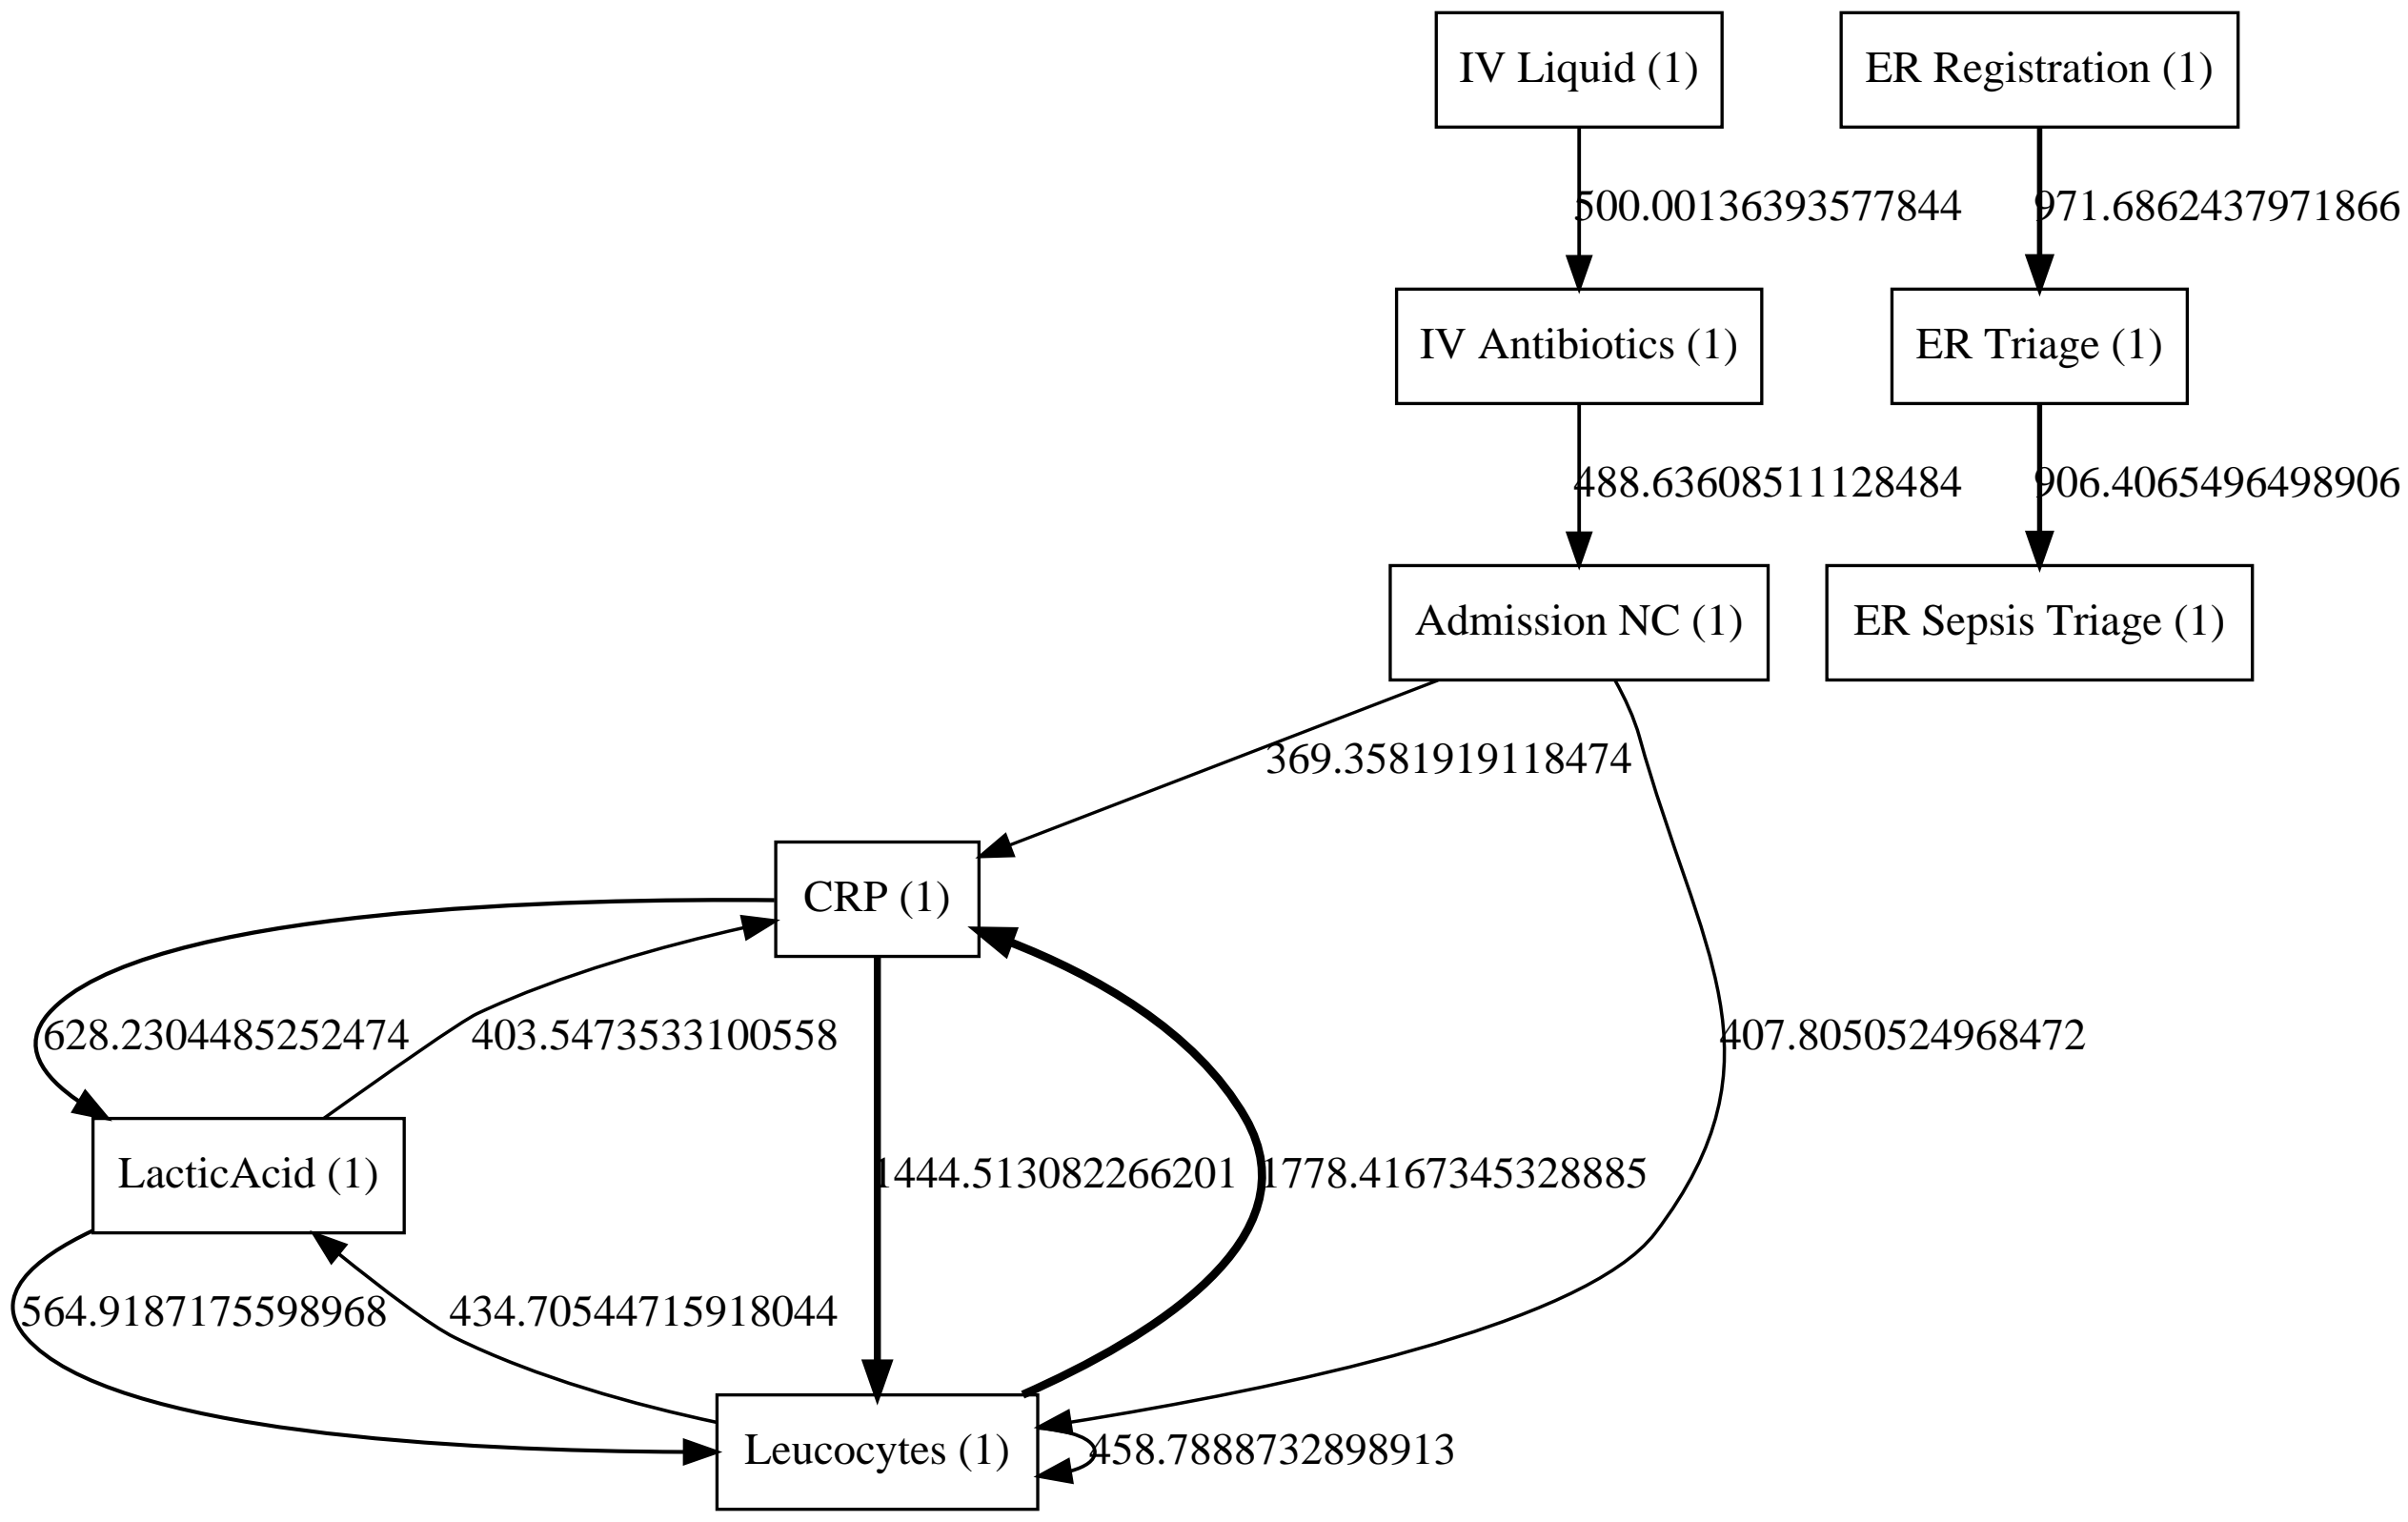 IV Liquid (1)
ER Registration (1)
500.00136393577844
971.6862437971866
IV Antibiotics (1)
ER Triage (1)
488.63608511128484
906.4065496498906
Admission NC (1)
ER Sepsis Triage (1)
369.3581919118474
CRP (1)
628.2304485252474
403.5473533100558
407.8050524968472
LacticAcid (1)
1444.513082266201
1778.4167345328885
564.9187175598968
434.70544715918044
Leucocytes (1)
458.7888732898913